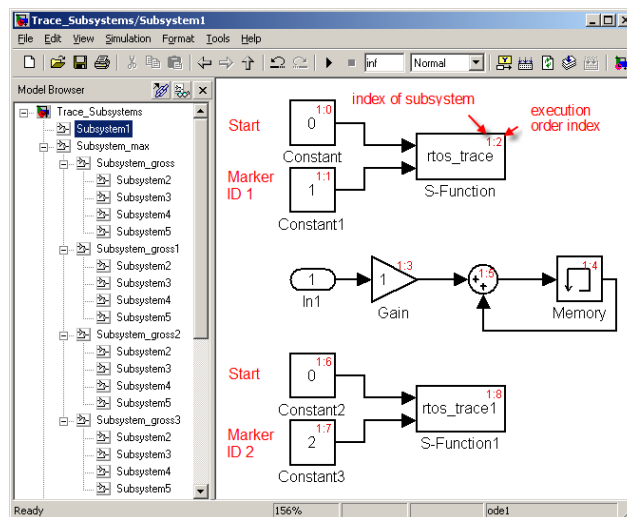 Trace_Subsystems/Subsystem1
File Edit View Simulation Format Tools Help
inf Normal
Model Browser
Trace_Subsystems
Subsystem1
Subsystem_max
Subsystem_gross
Subsystem2
Subsystem3
Subsystem4
Subsystem5
Subsystem_gross1
Subsystem2
Subsystem3
Subsystem4
Subsystem5
Subsystem_gross2
Subsystem2
Subsystem3
Subsystem4
Subsystem5
Subsystem_gross3
Subsystem2
Subsystem3
Subsystem4
Subsystem5
index of subsystem
execution
order index
Start
1:0
0
Constant
Marker
ID 1
1:1
1
Constant1
1:2
rtos_trace
S-Function
1
In1
1:3
1
Gain
1:5
++
1:4
Memory
Start
1:6
0
Constant2
Marker
ID 2
1:7
2
Constant3
1:8
rtos_trace1
S-Function1
Ready 156% ode1